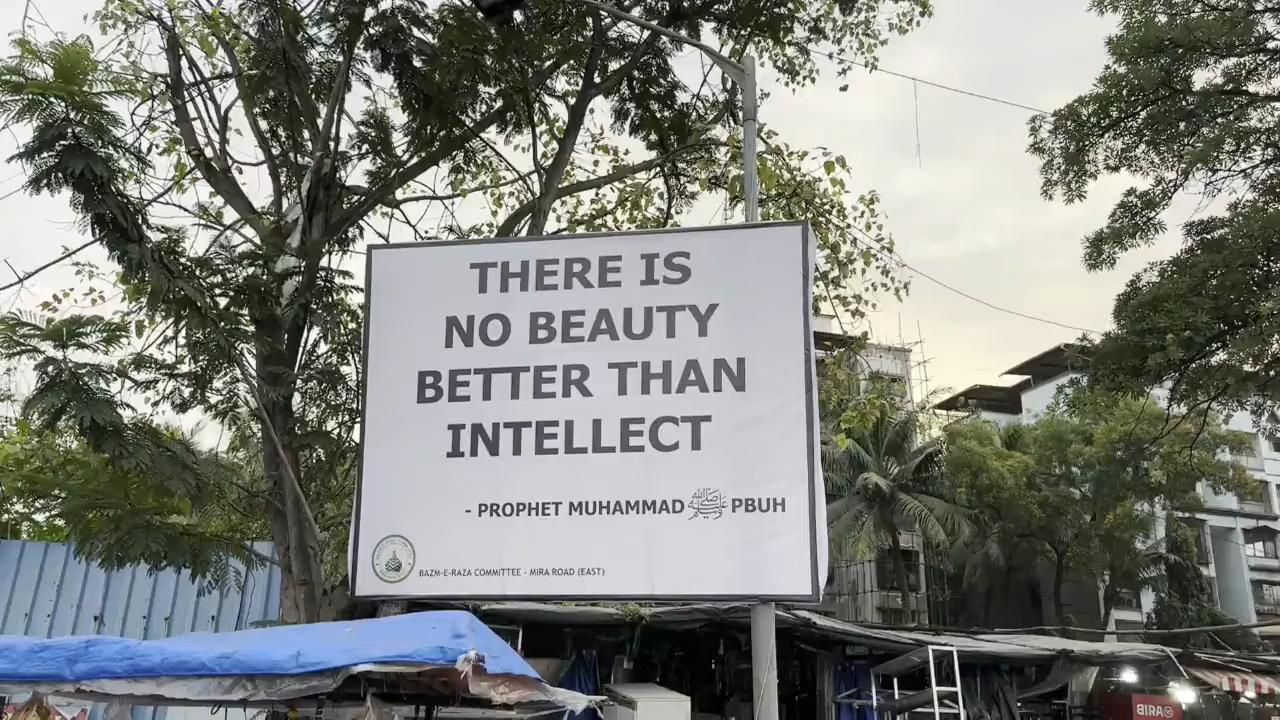 THERE IS
NO BEAUTY
BETTER THAN
INTELLECT
- PROPHET MUHAMMAD ﷺ PBUH
BAZM-E-RAZA COMMITTEE - MIRA ROAD (EAST)
BIRA